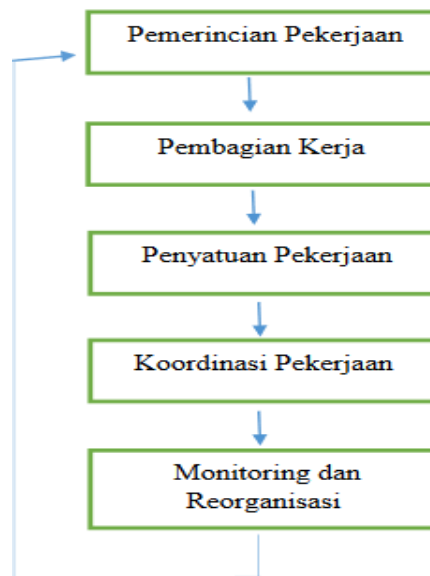 Pemerincian Pekerjaan
Pembagian Kerja
Penyatuan Pekerjaan
Koordinasi Pekerjaan
Monitoring dan
Reorganisasi